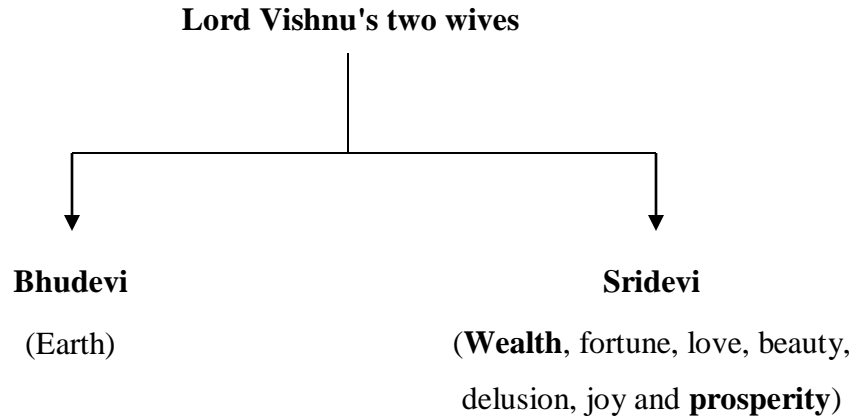 Lord Vishnu's two wives
Bhudevi
(Earth)
Sridevi
(Wealth, fortune, love, beauty,
delusion, joy and prosperity)